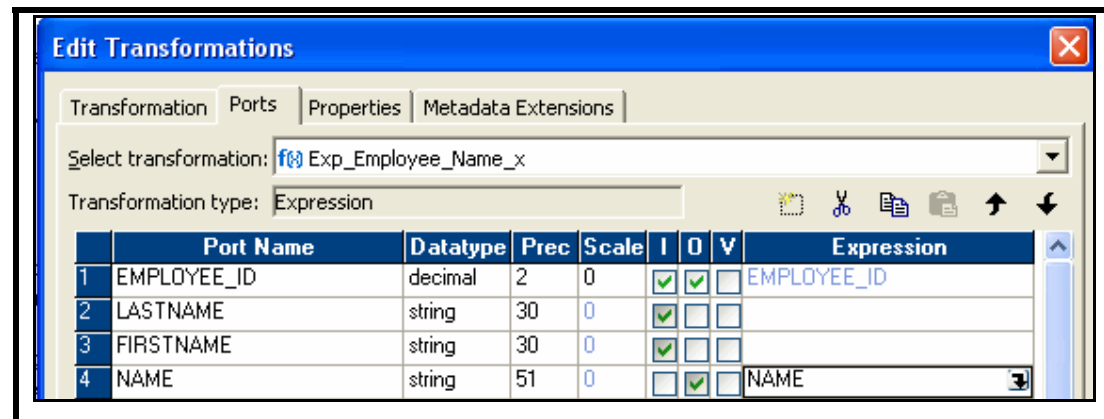 Edit Transformations
Transformation Ports Properties Metadata Extensions
Select transformation: f(x) Exp_Employee_Name_x
Transformation type: Expression
Port Name Datatype Prec Scale I O V Expression
1 EMPLOYEE_ID decimal 2 0 EMPLOYEE_ID
2 LASTNAME string 30 0
3 FIRSTNAME string 30 0
4 NAME string 51 0 NAME